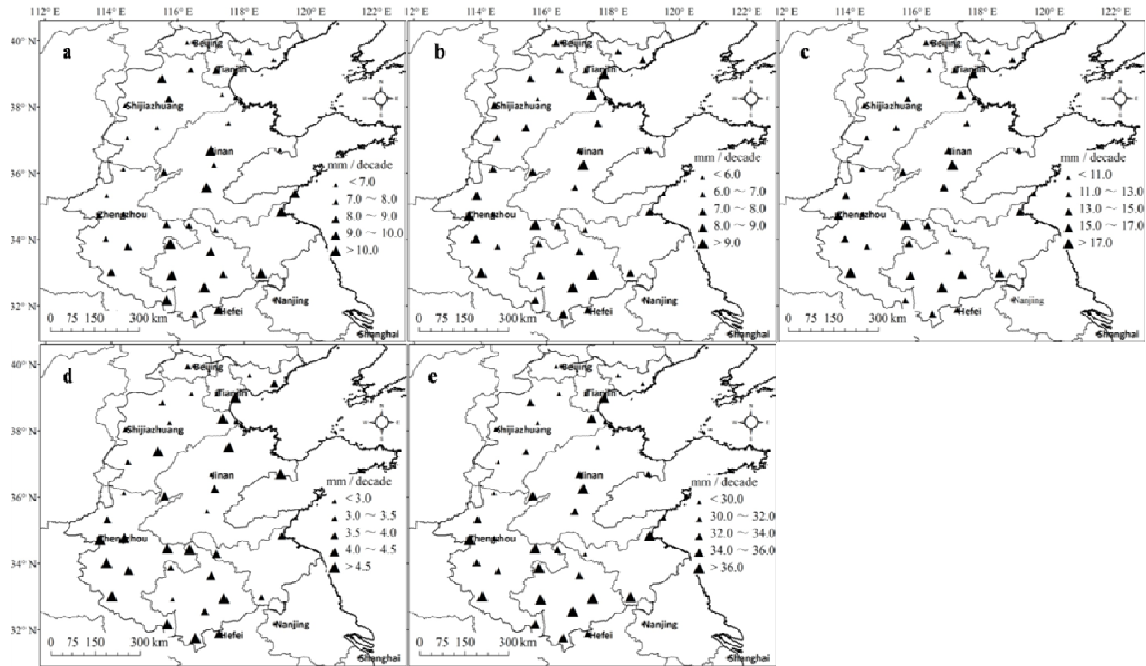 112° E 114° E 116° E 118° E 120° E 122° E 112° E 114° E 116° E 118° E 120° E 122° E 112° E 114° E 116° E 118° E 120° E 122° E
40° N
38° N
36° N
34° N
32° N
a
Beijing
Tianjin
Shijiazhuang
Jinan
Zhengzhou
Nanjing
Hefei
Shanghai
mm / decade
<7.0
7.0 ~ 8.0
8.0 ~ 9.0
9.0 ~ 10.0
>10.0
0 75 150 300 km
b
Beijing
Tianjin
Shijiazhuang
Jinan
Zhengzhou
Nanjing
Hefei
Shanghai
mm / decade
<6.0
6.0 ~ 7.0
7.0 ~ 8.0
8.0 ~ 9.0
>9.0
0 75 150 300 km
c
Beijing
Tianjin
Shijiazhuang
Jinan
Zhengzhou
Nanjing
Hefei
Shanghai
mm / decade
<11.0
11.0 ~ 13.0
13.0 ~ 15.0
15.0 ~ 17.0
>17.0
0 75 150 300 km
40° N
38° N
36° N
34° N
32° N
d
Beijing
Tianjin
Shijiazhuang
Jinan
Zhengzhou
Nanjing
Hefei
Shanghai
mm / decade
<3.0
3.0 ~ 3.5
3.5 ~ 4.0
4.0 ~ 4.5
>4.5
0 75 150 300 km
e
Beijing
Tianjin
Shijiazhuang
Jinan
Zhengzhou
Nanjing
Hefei
Shanghai
mm / decade
<30.0
30.0 ~ 32.0
32.0 ~ 34.0
34.0 ~ 36.0
>36.0
0 75 150 300 km